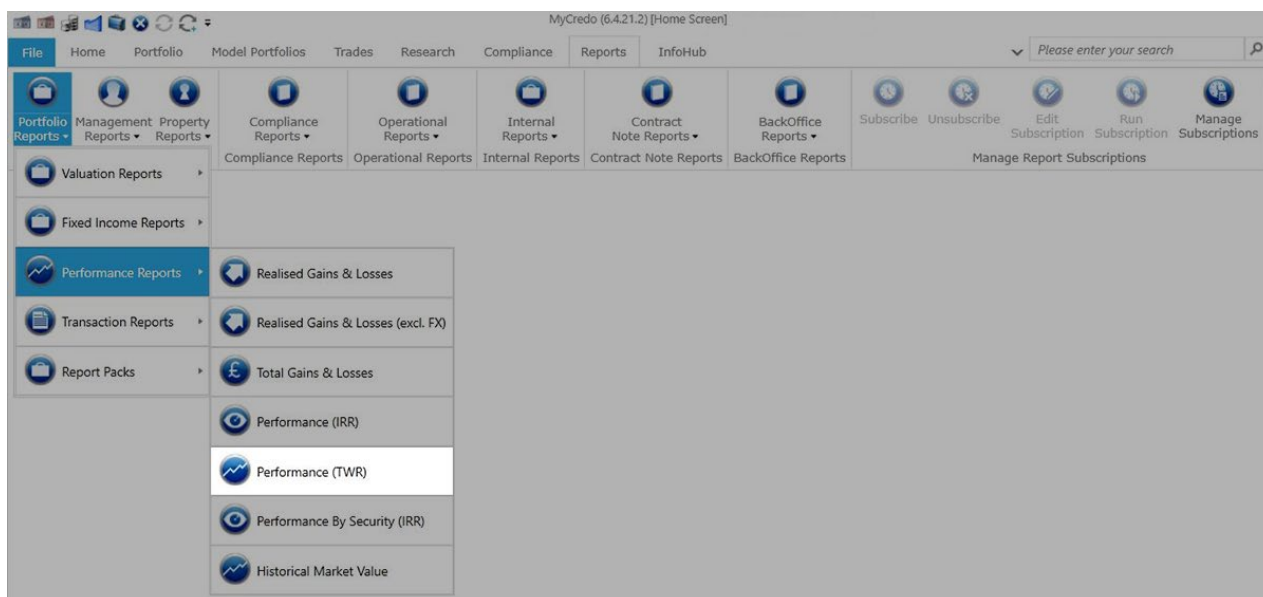 MyCredo (6.4.21.2) [Home Screen]
File Home Portfolio Model Portfolios Trades Research Compliance Reports InfoHub Please enter your search
Portfolio Reports
Management Reports
Property Reports
Compliance Reports
Operational Reports
Internal Reports
Contract Note Reports
BackOffice Reports
Subscribe
Unsubscribe
Edit Subscription
Run Subscription
Manage Subscriptions
Compliance Reports Operational Reports Internal Reports Contract Note Reports BackOffice Reports Manage Report Subscriptions
Valuation Reports
Fixed Income Reports
Performance Reports
Transaction Reports
Report Packs
Realised Gains & Losses
Realised Gains & Losses (excl. FX)
£ Total Gains & Losses
Performance (IRR)
Performance (TWR)
Performance By Security (IRR)
Historical Market Value